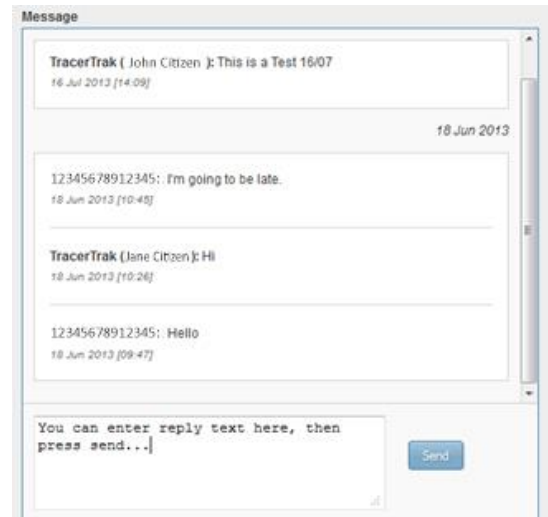 Message
TracerTrak ( John Citizen ): This is a Test 16/07
16 Jul 2013 [14:09]
18 Jun 2013
12345678912345: I'm going to be late.
18 Jun 2013 [10:45]
TracerTrak (Jane Citizen): Hi
18 Jun 2013 [10:26]
12345678912345: Hello
18 Jun 2013 [09:47]
You can enter reply text here, then
press send...
Send